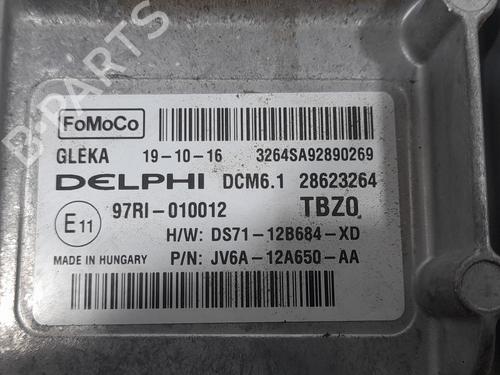 B-PARTS
FoMoCo
GLEKA 19-10-16 3264SA92890269
DELPHI DCM6.1 28623264
E11 97RI-010012 TBZ0
H/W: DS71-12B684-XD
MADE IN HUNGARY P/N: JV6A-12A650-AA